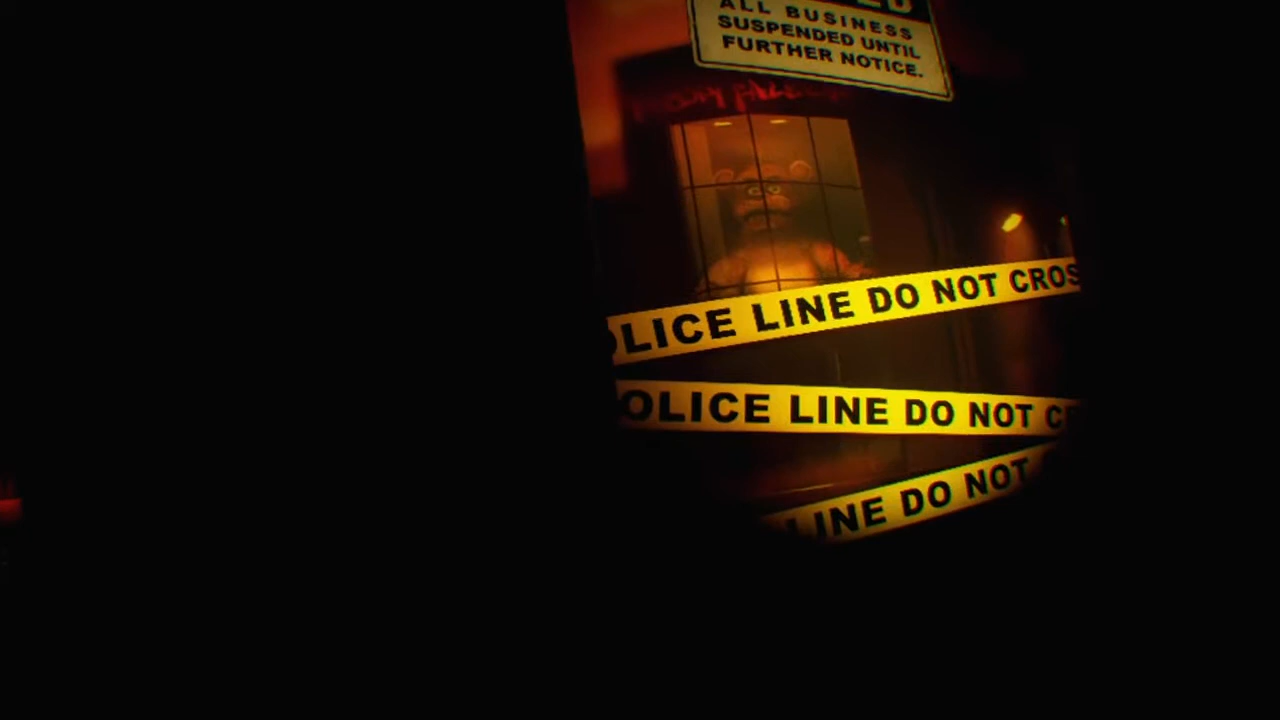 ALL BUSINESS
SUSPENDED UNTIL
FURTHER NOTICE.
OLICE LINE DO NOT CROS
OLICE LINE DO NOT C
LINE DO NOT